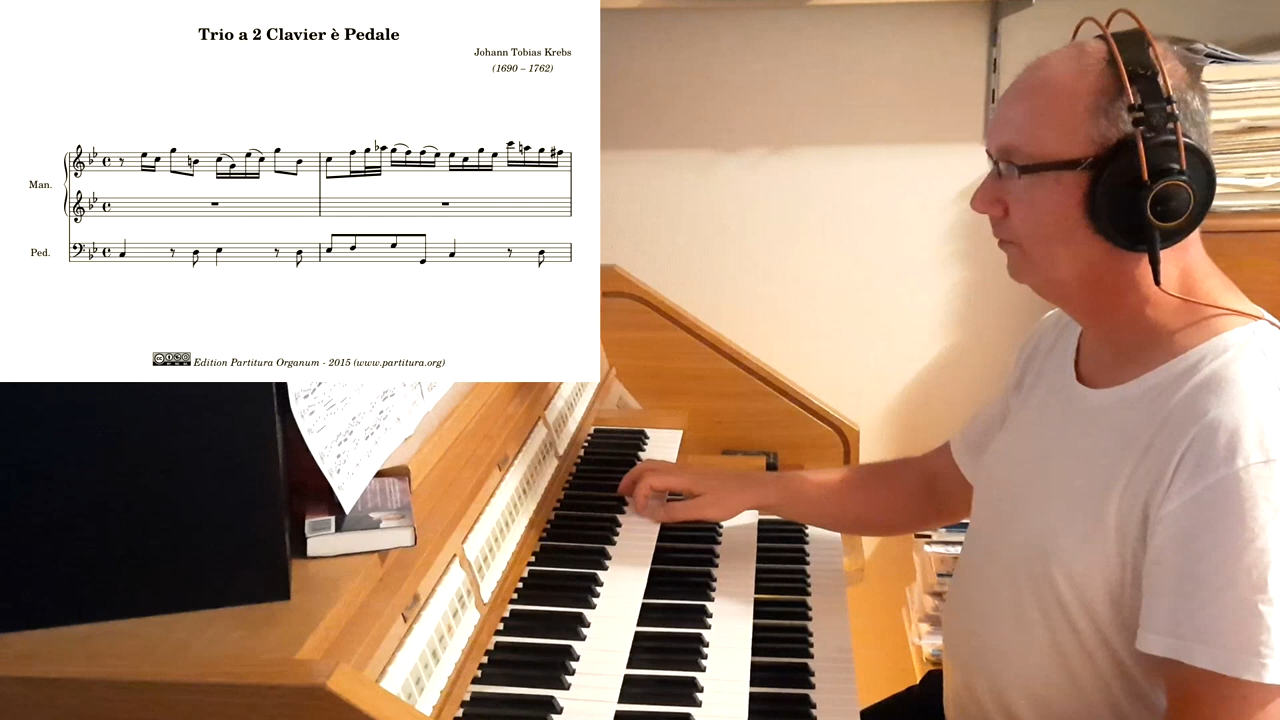 Trio a 2 Clavier è Pedale
Johann Tobias Krebs
(1690 – 1762)
Man.
Ped.
Edition Partitura Organum - 2015 (www.partitura.org)